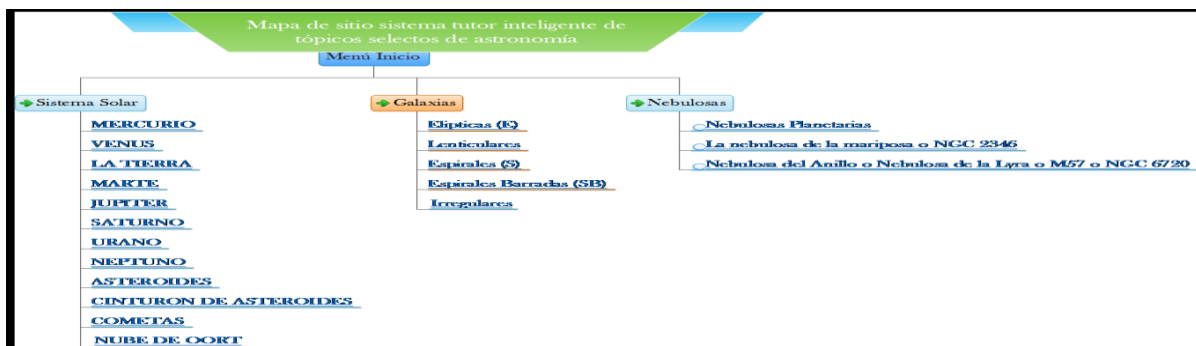 Mapa de sitio sistema tutor inteligente de
tópicos selectos de astronomía
Menú Inicio
Sistema Solar
MERCURIO
VENUS
LA TIERRA
MARTE
JUPITER
SATURNO
URANO
NEPTUNO
ASTEROIDES
CINTURON DE ASTEROIDES
COMETAS
NUBE DE OORT
Galaxias
Elipticas (E)
Lenticulares
Espirales (S)
Espirales Barradas (SB)
Irregulares
Nebulosas
Nebulosas Planetarias
La nebulosa de la mariposa o NGC 2346
Nebulosa del Anillo o Nebulosa de la Lyra o M57 o NGC 6720